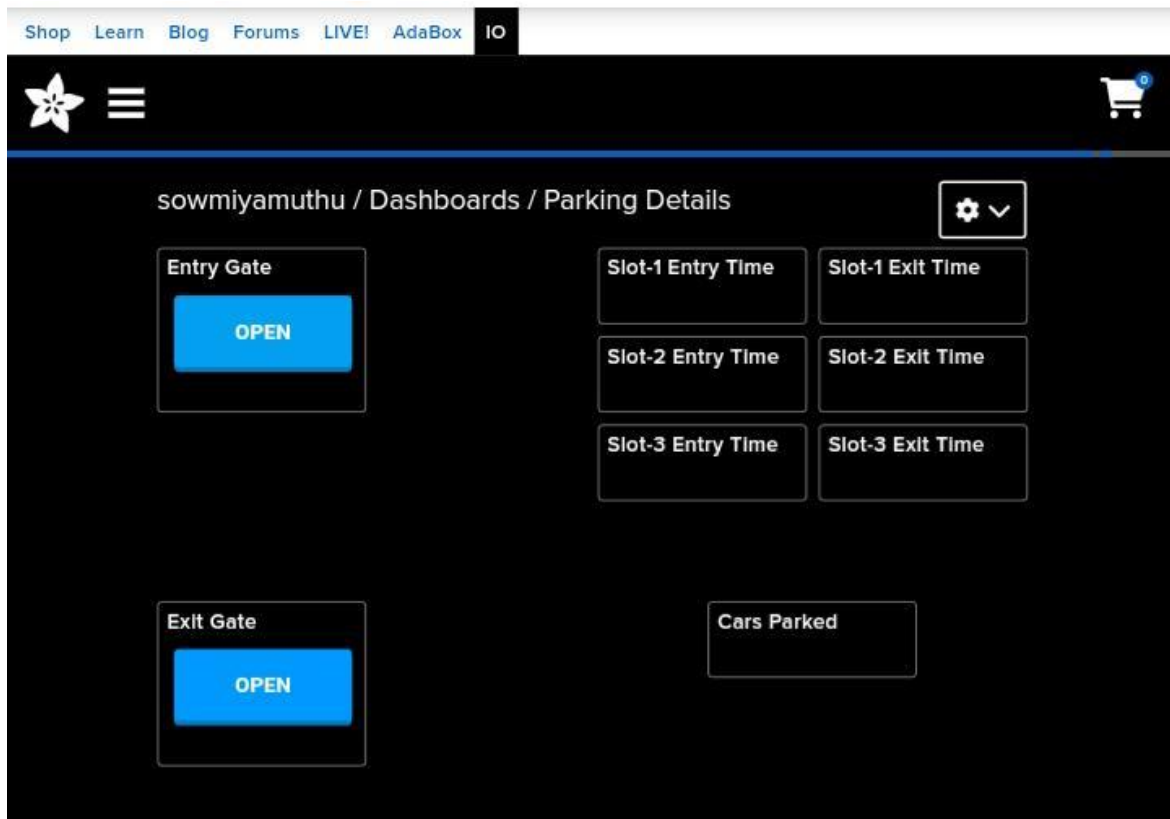 Shop Learn Blog Forums LIVE! AdaBox IO
0
sowmiyamuthu / Dashboards / Parking Details
Entry Gate
OPEN
Slot-1 Entry Time
Slot-1 Exit Time
Slot-2 Entry Time
Slot-2 Exit Time
Slot-3 Entry Time
Slot-3 Exit Time
Exit Gate
OPEN
Cars Parked